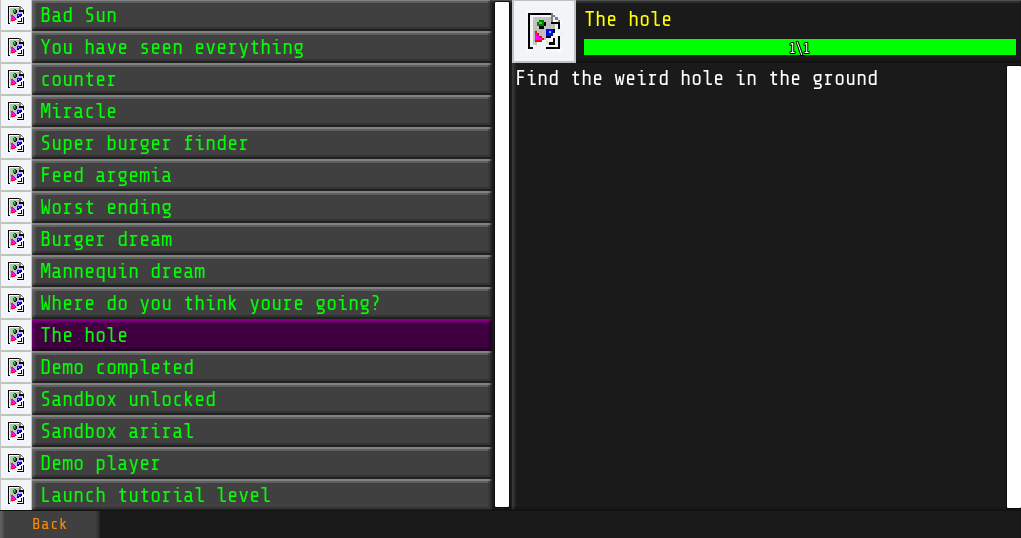 Bad Sun
You have seen everything
counter
Miracle
Super burger finder
Feed argemia
Worst ending
Burger dream
Mannequin dream
Where do you think youre going?
The hole
Demo completed
Sandbox unlocked
Sandbox ariral
Demo player
Launch tutorial level
Back
The hole
1\1
Find the weird hole in the ground